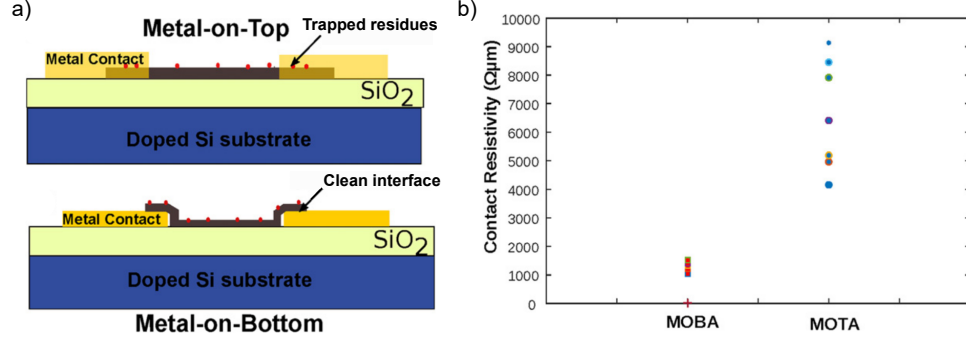 a)
Metal-on-Top
Trapped residues
Metal Contact
SiO2
Doped Si substrate
Clean interface
Metal Contact
SiO2
Doped Si substrate
Metal-on-Bottom
b)
Contact Resistivity (Ωμm)
10000
9000
8000
7000
6000
5000
4000
3000
2000
1000
0
MOBA
MOTA